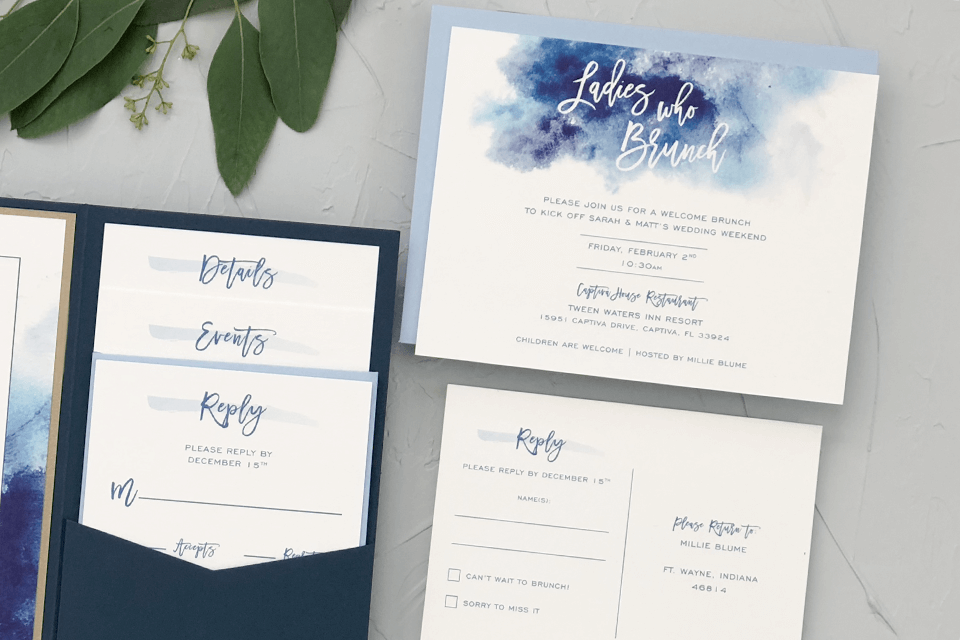 Ladies who
Brunch
PLEASE JOIN US FOR A WELCOME BRUNCH
TO KICK OFF SARAH & MATT'S WEDDING WEEKEND
FRIDAY, FEBRUARY 2ND
10:30AM
Captiva House Restaurant
TWEEN WATERS INN RESORT
15951 CAPTIVA DRIVE, CAPTIVA, FL 33924
CHILDREN ARE WELCOME | HOSTED BY MILLIE BLUME
Details
Events
Reply
PLEASE REPLY BY
DECEMBER 15TH
M
Accepts
Reply
PLEASE REPLY BY DECEMBER 15TH
NAME(S):
CAN'T WAIT TO BRUNCH!
SORRY TO MISS IT
Please Return to:
MILLIE BLUME
FT. WAYNE, INDIANA
46814